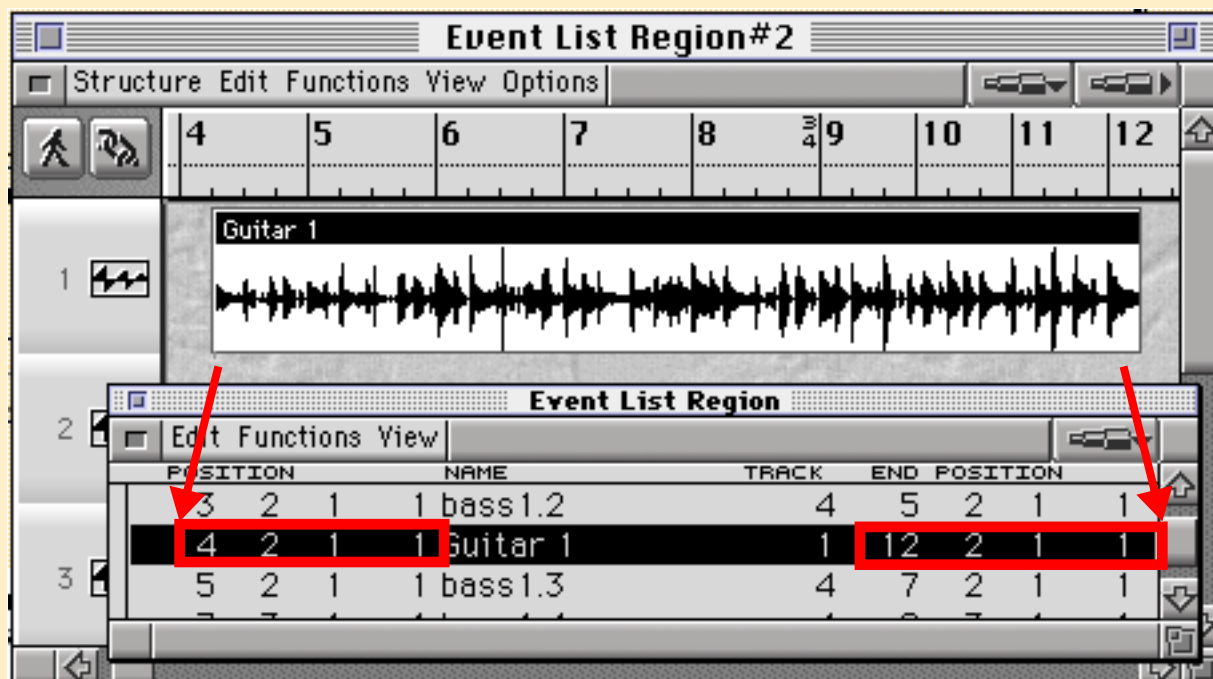 Event List Region#2
Structure Edit Functions View Options
4 5 6 7 8 3/4 9 10 11 12
Guitar 1
1
2
Event List Region
Edit Functions View
POSITION NAME TRACK END POSITION
3 2 1 1 bass1.2 4 5 2 1 1
4 2 1 1 Guitar 1 1 12 2 1 1
3
5 2 1 1 bass1.3 4 7 2 1 1